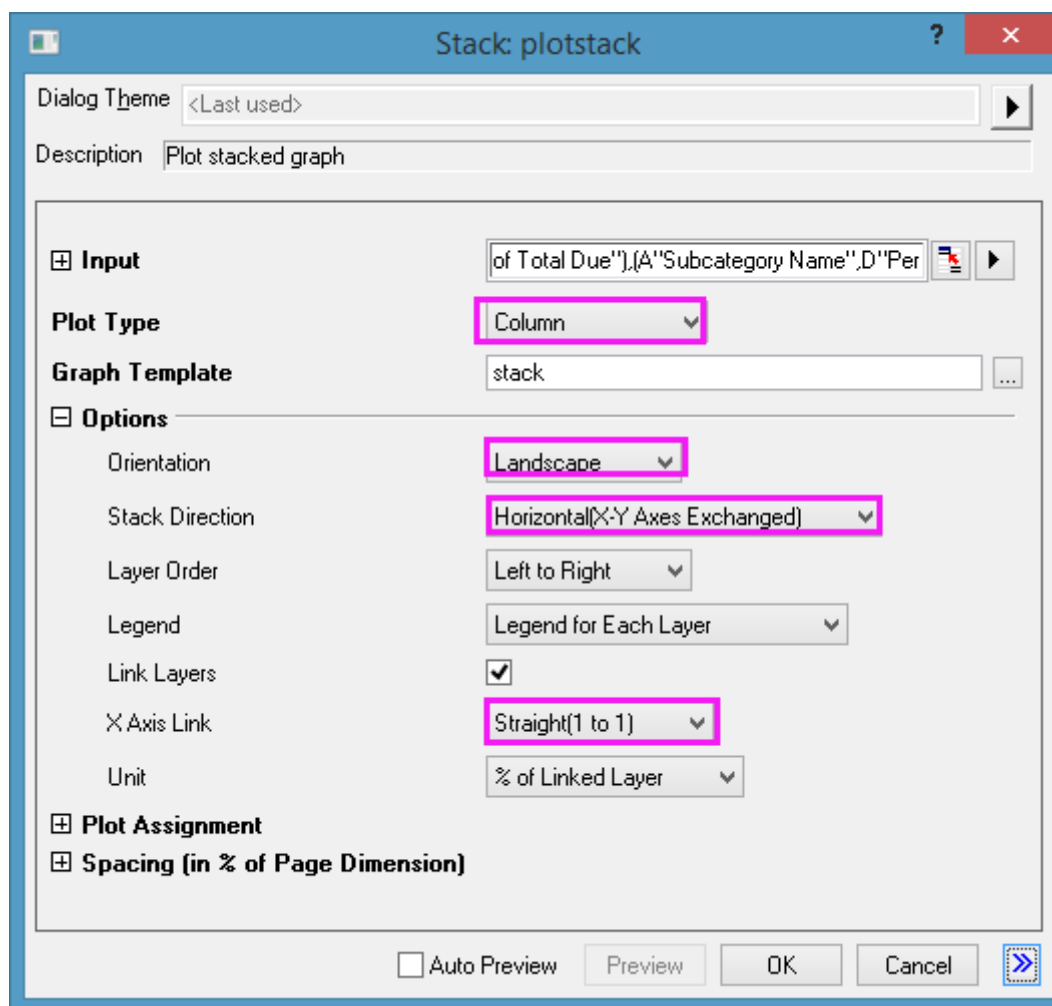 Stack: plotstack
?
Dialog Theme <Last used>
Description Plot stacked graph
Input of Total Due"),(A"Subcategory Name",D"Per
Plot Type Column
Graph Template stack ...
Options
Orientation Landscape
Stack Direction Horizontal(X-Y Axes Exchanged)
Layer Order Left to Right
Legend Legend for Each Layer
Link Layers
X Axis Link Straight(1 to 1)
Unit % of Linked Layer
Plot Assignment
Spacing (in % of Page Dimension)
Auto Preview Preview OK Cancel